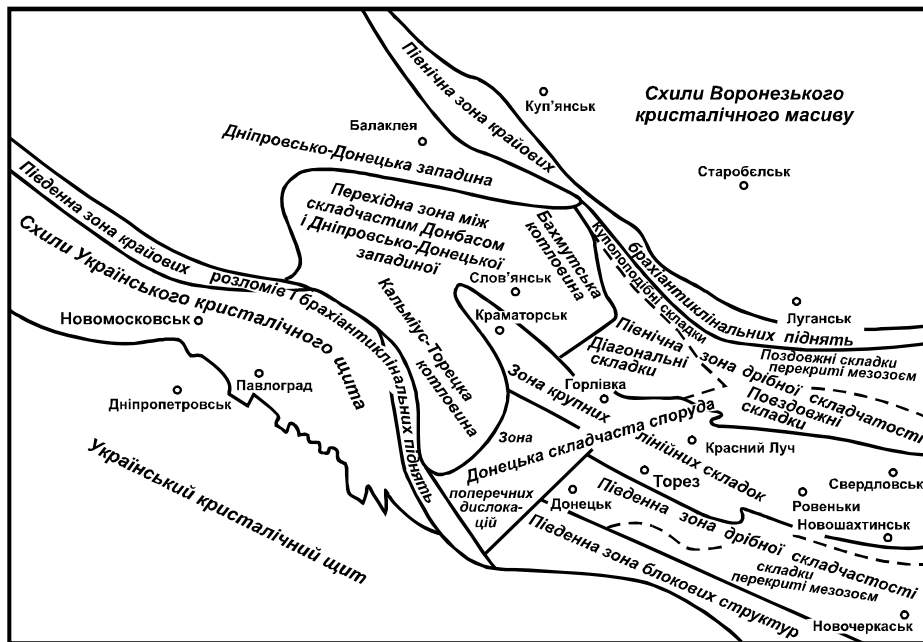 Північна зона крайових
Куп’янськ
Схили Воронезького
кристалічного масиву
Балаклея
Дніпровсько-Донецька западина
Старобєлськ
Південна зона крайових
розломів і брахіантиклінальних піднять
Перехідна зона між
складчастим Донбасом
і Дніпровсько-Донецької
западиної
Бахмутська
котловина
Куполоподібні складки
брахіантиклінальних піднять
Схили Українського кристалічного щита
Слов’янськ
Краматорськ
Луганськ
Новомосковськ
Кальміус-Торецка
котловина
Північна зона дрібної складчатості
Діагональні
складки
Поздовжні складки
перекриті мезозоєм
Павлоград
Дніпропетровськ
Горлівка
Повздовжні
складки
Зона крупних
лінійних складок
Зона
Донецька складчаста споруда
Красний Луч
Український кристалічний щит
поперечних
дислока-
цій
Донецьк
Торез
Свердловськ
Ровеньки
Новошахтинськ
Південна зона дрібної складчастості
складки
перекриті мезозоєм
Південна зона блокових структур
Новочеркаськ